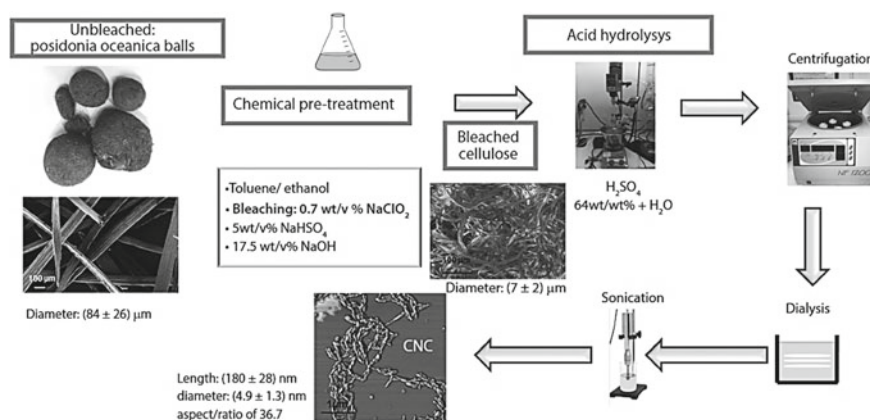 Unbleached:
posidonia oceanica balls
100 μm
Diameter: (84 ± 26) μm
Chemical pre-treatment
•Toluene/ ethanol
• Bleaching: 0.7 wt/v % NaClO₂
• 5wt/v% NaHSO₄
• 17.5 wt/v% NaOH
Bleached
cellulose
Diameter: (7 ± 2) μm
Acid hydrolysys
H₂SO₄
64wt/wt% + H₂O
Centrifugation
Dialysis
Sonication
CNC
Length: (180 ± 28) nm
diameter: (4.9 ± 1.3) nm
aspect/ratio of 36.7